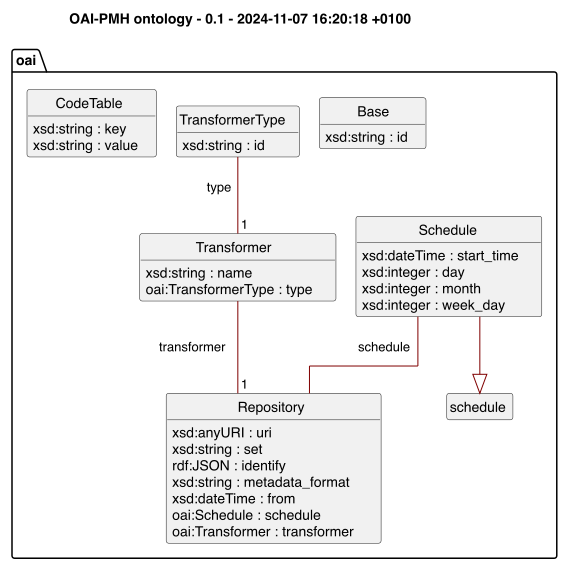 OAI-PMH ontology - 0.1 - 2024-11-07 16:20:18 +0100
oai
CodeTable
xsd:string : key
xsd:string : value
TransformerType
xsd:string : id
Base
xsd:string : id
type
1
Transformer
xsd:string : name
oai:TransformerType : type
Schedule
xsd:dateTime : start_time
xsd:integer : day
xsd:integer : month
xsd:integer : week_day
transformer
1
schedule
schedule
Repository
xsd:anyURI : uri
xsd:string : set
rdf:JSON : identify
xsd:string : metadata_format
xsd:dateTime : from
oai:Schedule : schedule
oai:Transformer : transformer